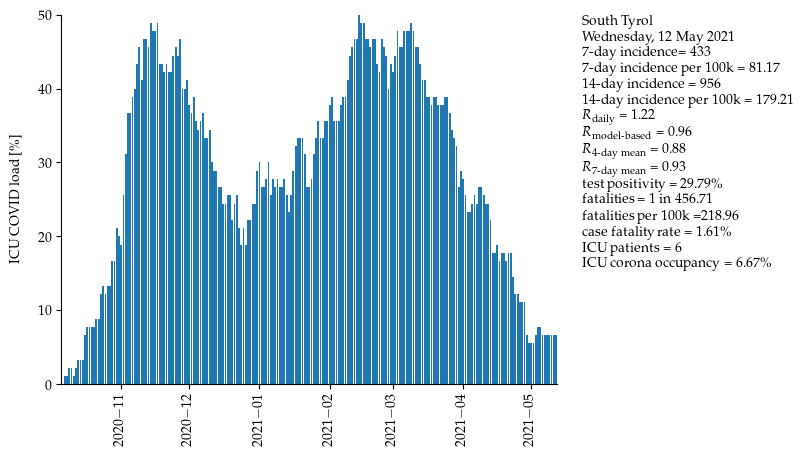 50
40
30
20
10
0
ICU COVID load [%]
2020−11
2020−12
2021−01
2021−02
2021−03
2021−04
2021−05
South Tyrol
Wednesday, 12 May 2021
7-day incidence= 433
7-day incidence per 100k = 81.17
14-day incidence = 956
14-day incidence per 100k = 179.21
R_daily = 1.22
R_model-based = 0.96
R_4-day mean = 0.88
R_7-day mean = 0.93
test positivity = 29.79%
fatalities = 1 in 456.71
fatalities per 100k =218.96
case fatality rate = 1.61%
ICU patients = 6
ICU corona occupancy = 6.67%